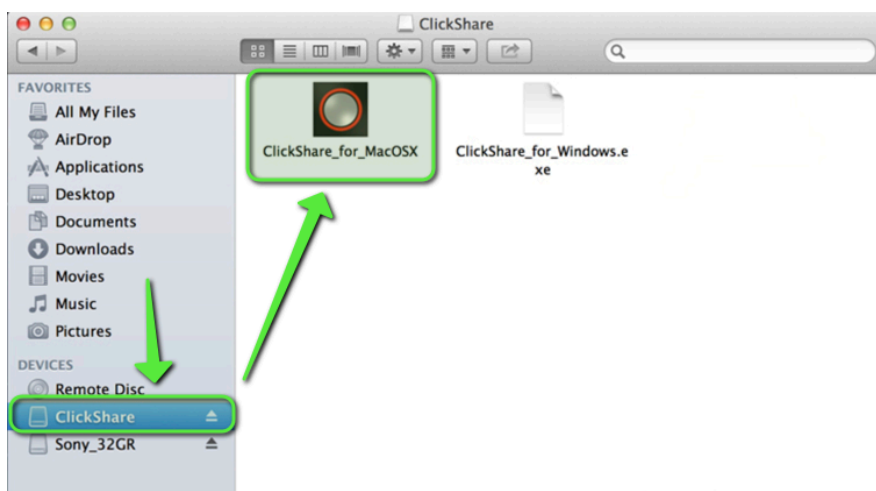 ClickShare
FAVORITES
All My Files
AirDrop
Applications
Desktop
Documents
Downloads
Movies
Music
Pictures
DEVICES
Remote Disc
ClickShare
Sony_32GR
ClickShare_for_MacOSX
ClickShare_for_Windows.e
xe